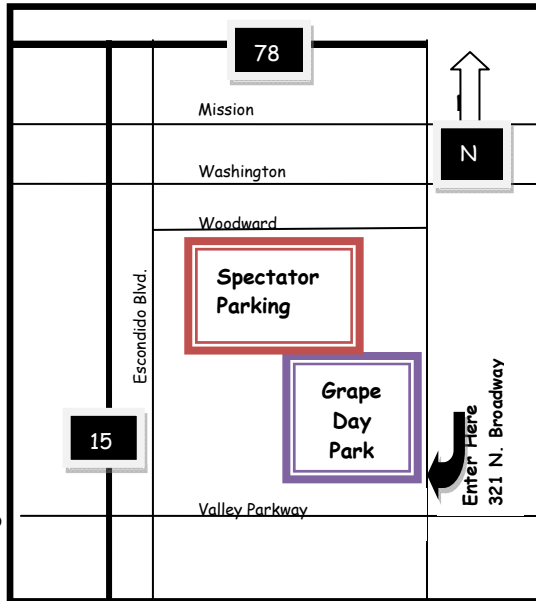 78
Mission
N
Washington
Woodward
Spectator
Parking
Escondido Blvd.
Grape
Day
Park
15
Enter Here
321 N. Broadway
Valley Parkway